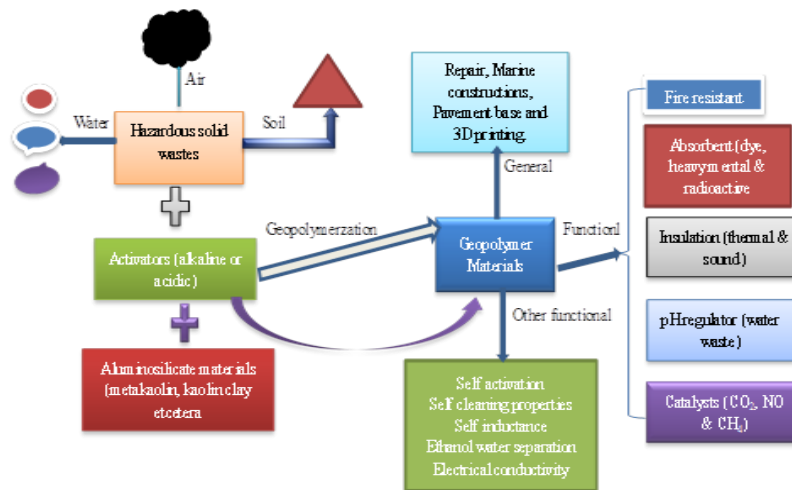 Air
Water
Hazardous solid
wastes
Soil
Activators (alkaline or
acidic)
Aluminosilicate materials
(metakaolin, kaolin clay
etcetera
Geopolymerzation
Repair, Marine
constructions,
Pavement base and
3D printing.
General
Geopolymer
Materials
Functionl
Other functional
Self activation
Self cleaning properties
Self inductance
Ethanol water separation
Electrical conductivity
Fire resistant
Absorbent (dye,
heavy mental &
radioactive
Insulation (thermal &
sound)
pH regulator (water
waste)
Catalysts (CO₂, NO
& CH₄)